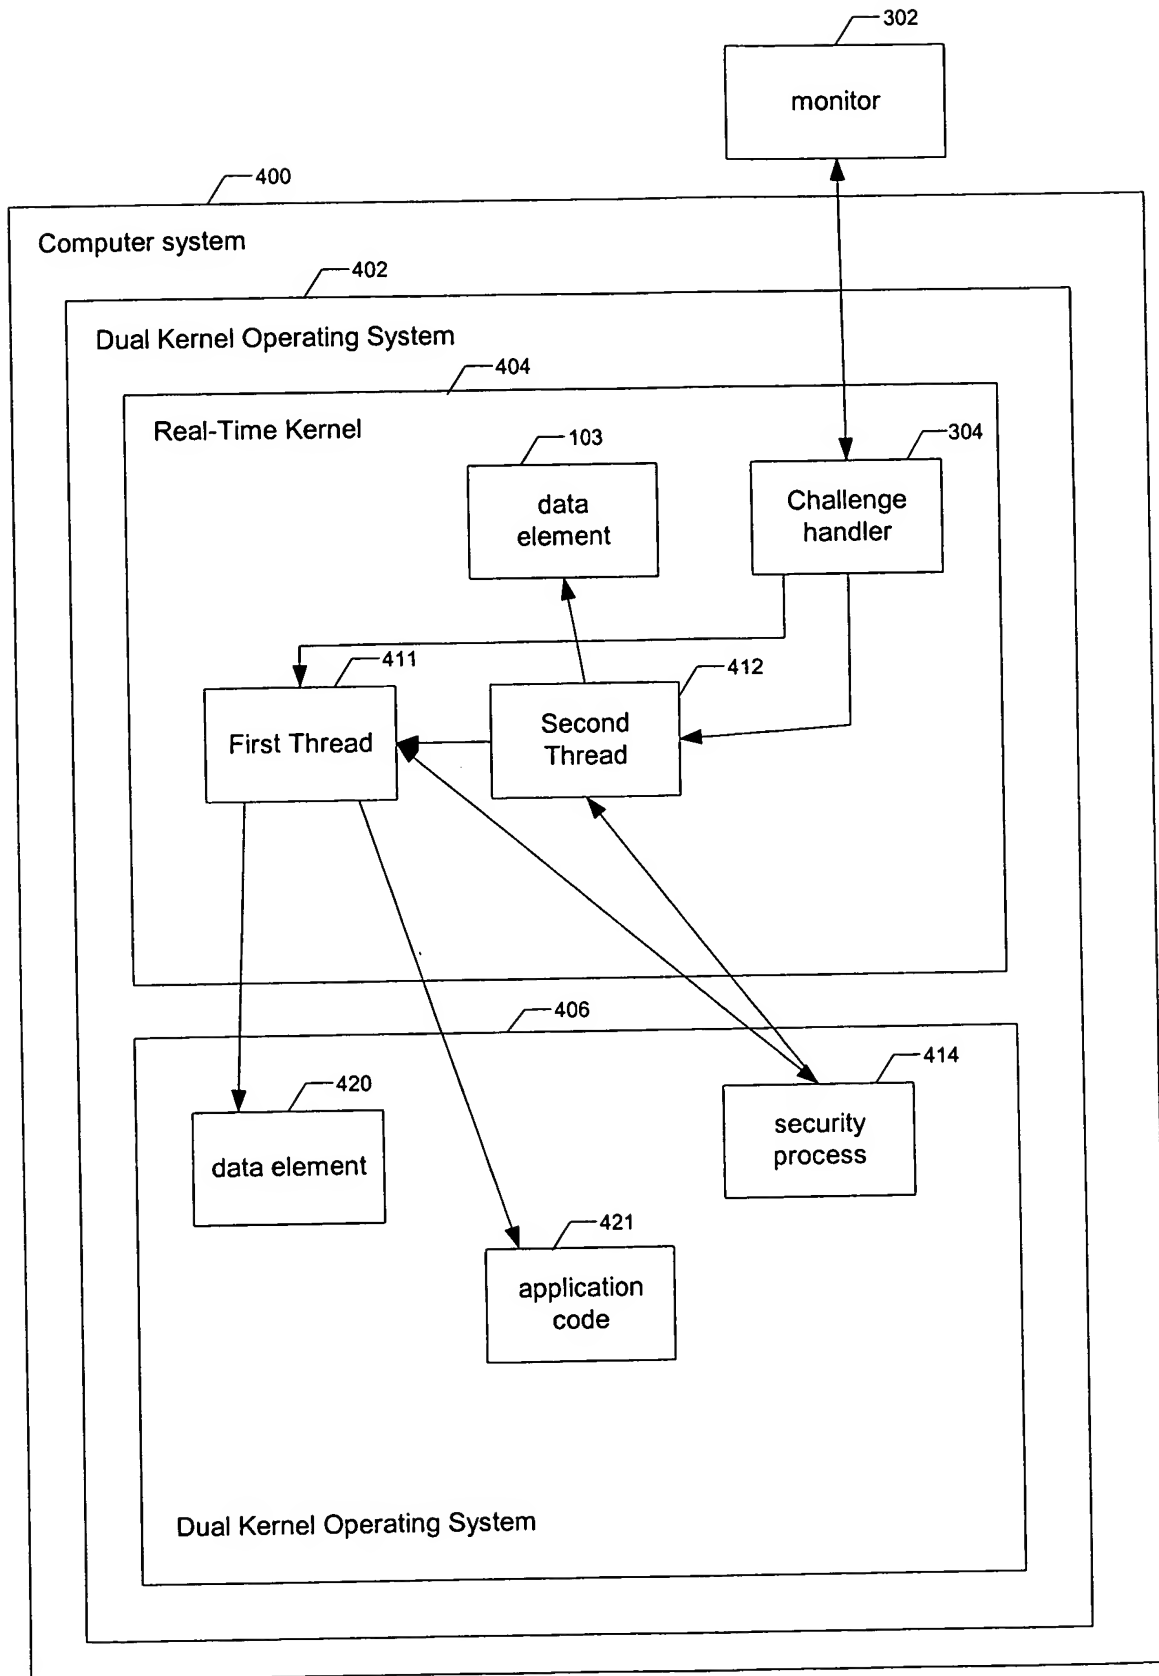 302
monitor
400
Computer system
402
Dual Kernel Operating System
404
Real-Time Kernel
103
304
data
element
Challenge
handler
411
412
First Thread
Second
Thread
406
414
420
security
process
data element
421
application
code
Dual Kernel Operating System